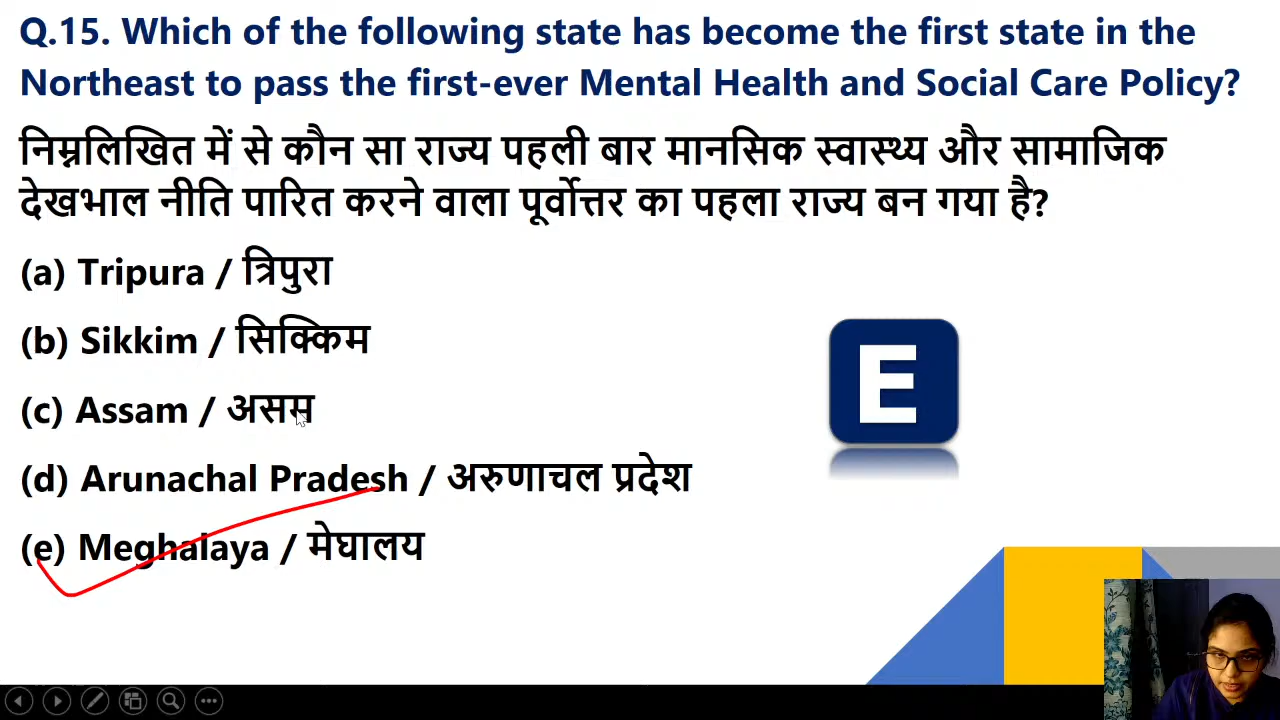 Q.15. Which of the following state has become the first state in the
Northeast to pass the first-ever Mental Health and Social Care Policy?
निम्नलिखित में से कौन सा राज्य पहली बार मानसिक स्वास्थ्य और सामाजिक
देखभाल नीति पारित करने वाला पूर्वोत्तर का पहला राज्य बन गया है?
(a) Tripura / त्रिपुरा
(b) Sikkim / सिक्किम
(c) Assam / असम
(d) Arunachal Pradesh / अरुणाचल प्रदेश
(e) Meghalaya / मेघालय
E